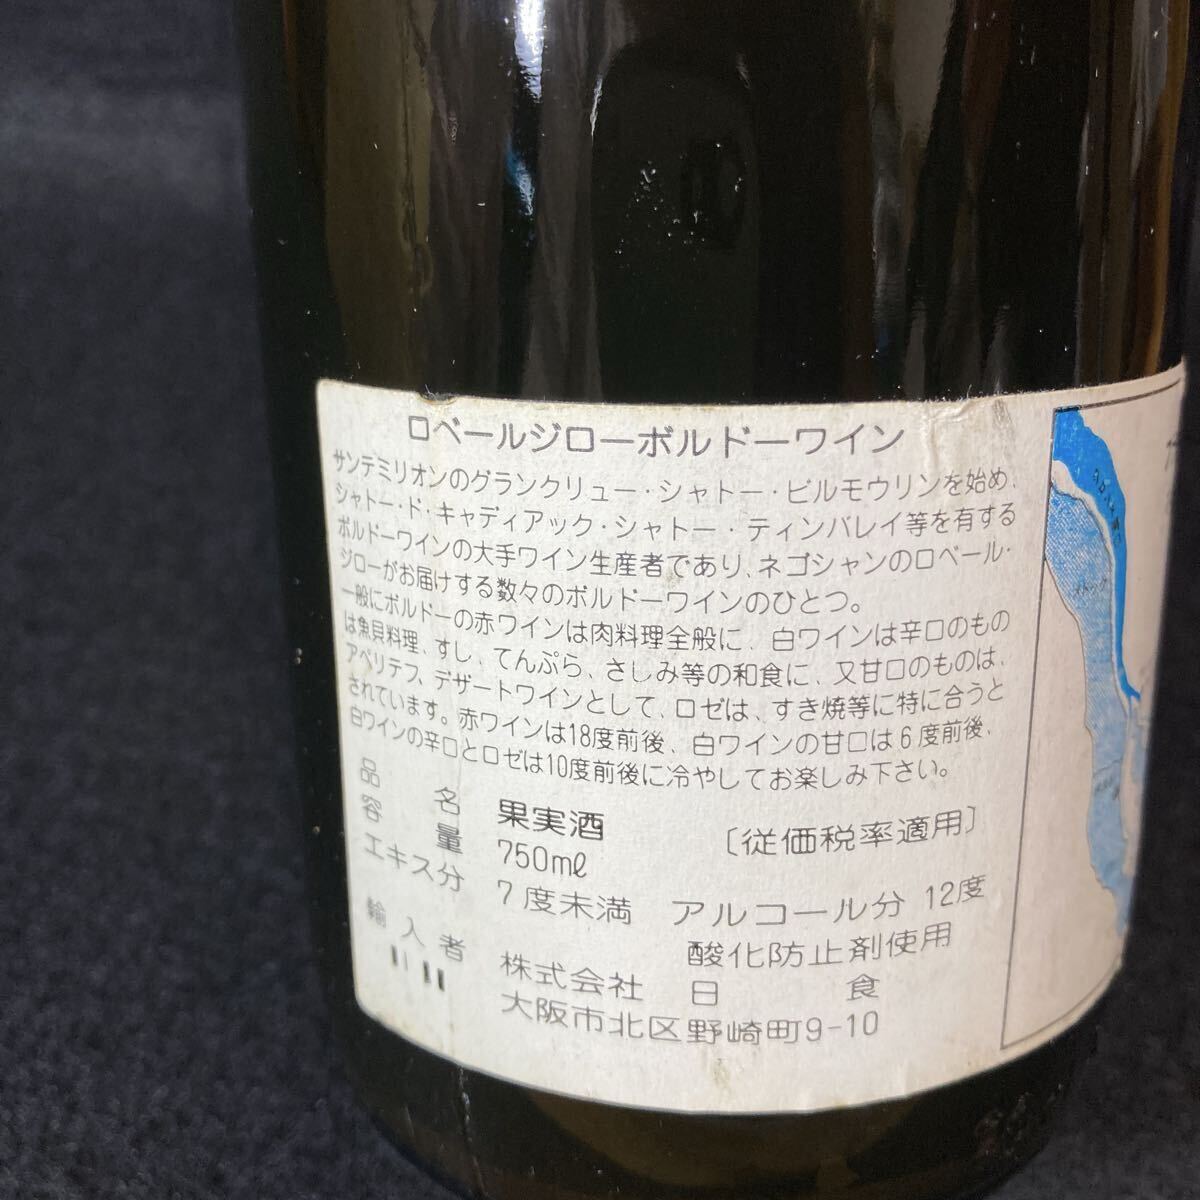 ロベールジローボルドーワイン
サンテミリオンのグランクリュー・シャトー・ビルモウリンを始め、
シャトー・ド・キャディアック・シャトー・ティンバレイ等を有する
ボルドーワインの大手ワイン生産者であり、ネゴシャンのロベール・
ジローがお届けする数々のボルドーワインのひとつ。
一般にボルドーの赤ワインは肉料理全般に、白ワインは辛口のもの
は魚貝料理、すし、てんぷら、さしみ等の和食に、又甘口のものは、
アペリテフ、デザートワインとして、ロゼは、すき焼等に特に合うと
されています。赤ワインは18度前後、白ワインの甘口は6度前後、
白ワインの辛口とロゼは10度前後に冷やしてお楽しみ下さい。
品名 果実酒 〔従価税率適用〕
容量 750mℓ
エキス分 7度未満 アルコール分 12度
酸化防止剤使用
輸入者 株式会社 日食
大阪市北区野崎町9-10
メドック